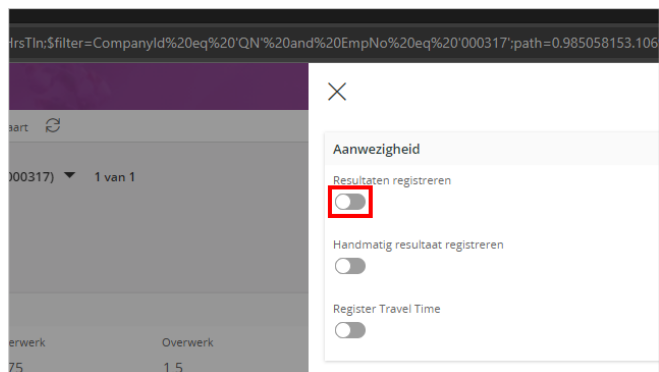 IrsTln;$filter=CompanyId%20eq%20'QN'%20and%20EmpNo%20eq%20'000317';path=0.985058153.106
aart
000317) 1 van 1
Aanwezigheid
Resultaten registreren
Handmatig resultaat registreren
Register Travel Time
erwerk Overwerk
75 1.5